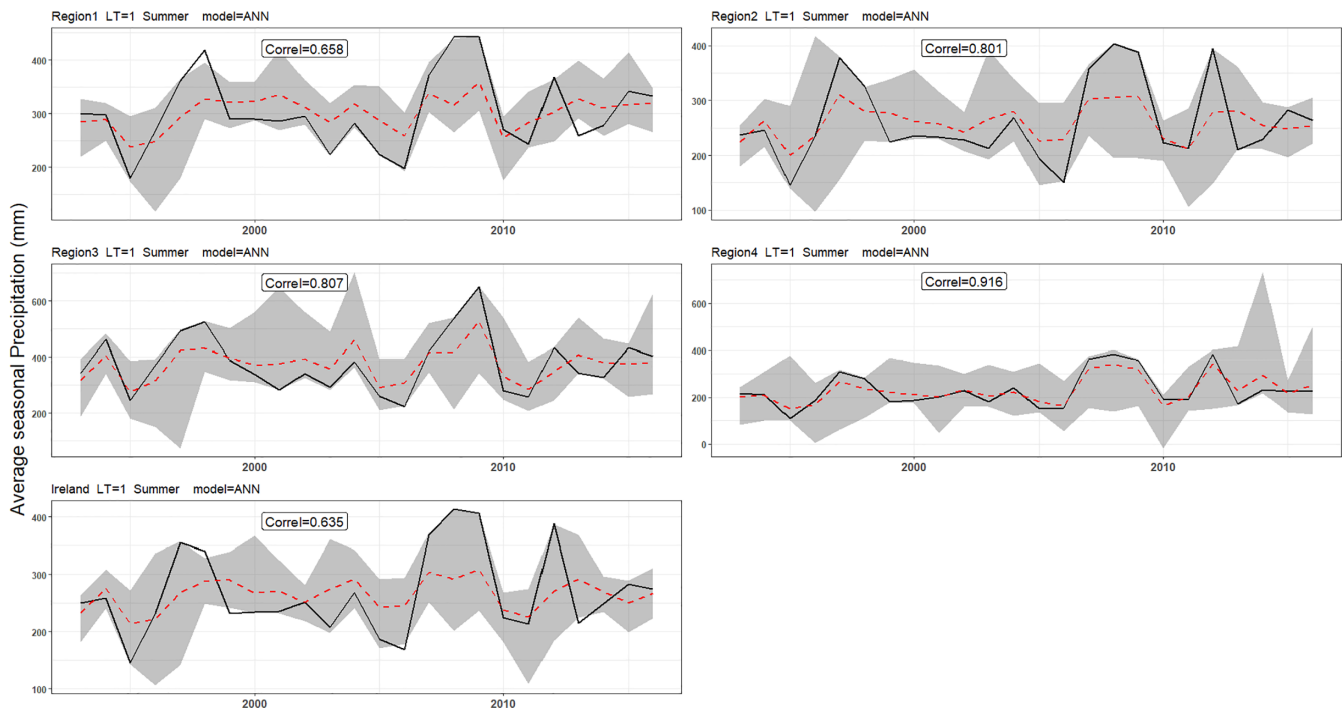 Average seasonal Precipitation (mm)
Region1 LT=1 Summer model=ANN
Correl=0.658
400
300
200
2000
2010
Region2 LT=1 Summer model=ANN
Correl=0.801
400
300
200
100
2000
2010
Region3 LT=1 Summer model=ANN
Correl=0.807
600
400
200
2000
2010
Region4 LT=1 Summer model=ANN
Correl=0.916
600
400
200
0
2000
2010
Ireland LT=1 Summer model=ANN
Correl=0.635
400
300
200
100
2000
2010